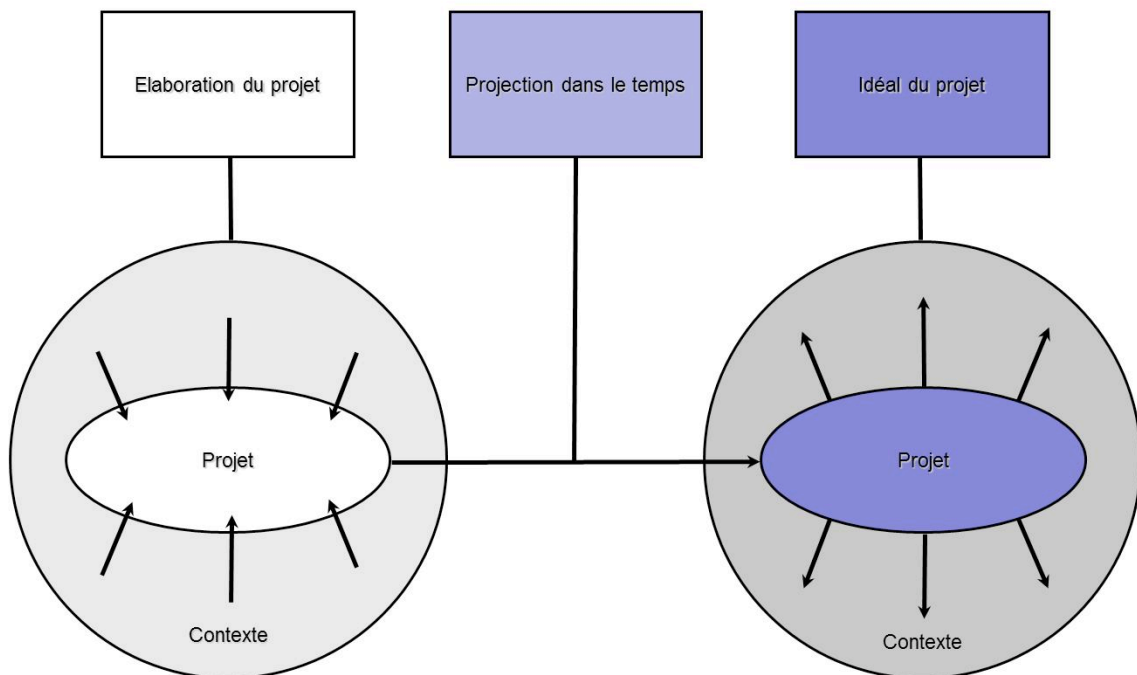 Elaboration du projet
Projection dans le temps
Idéal du projet
Projet
Projet
Contexte
Contexte